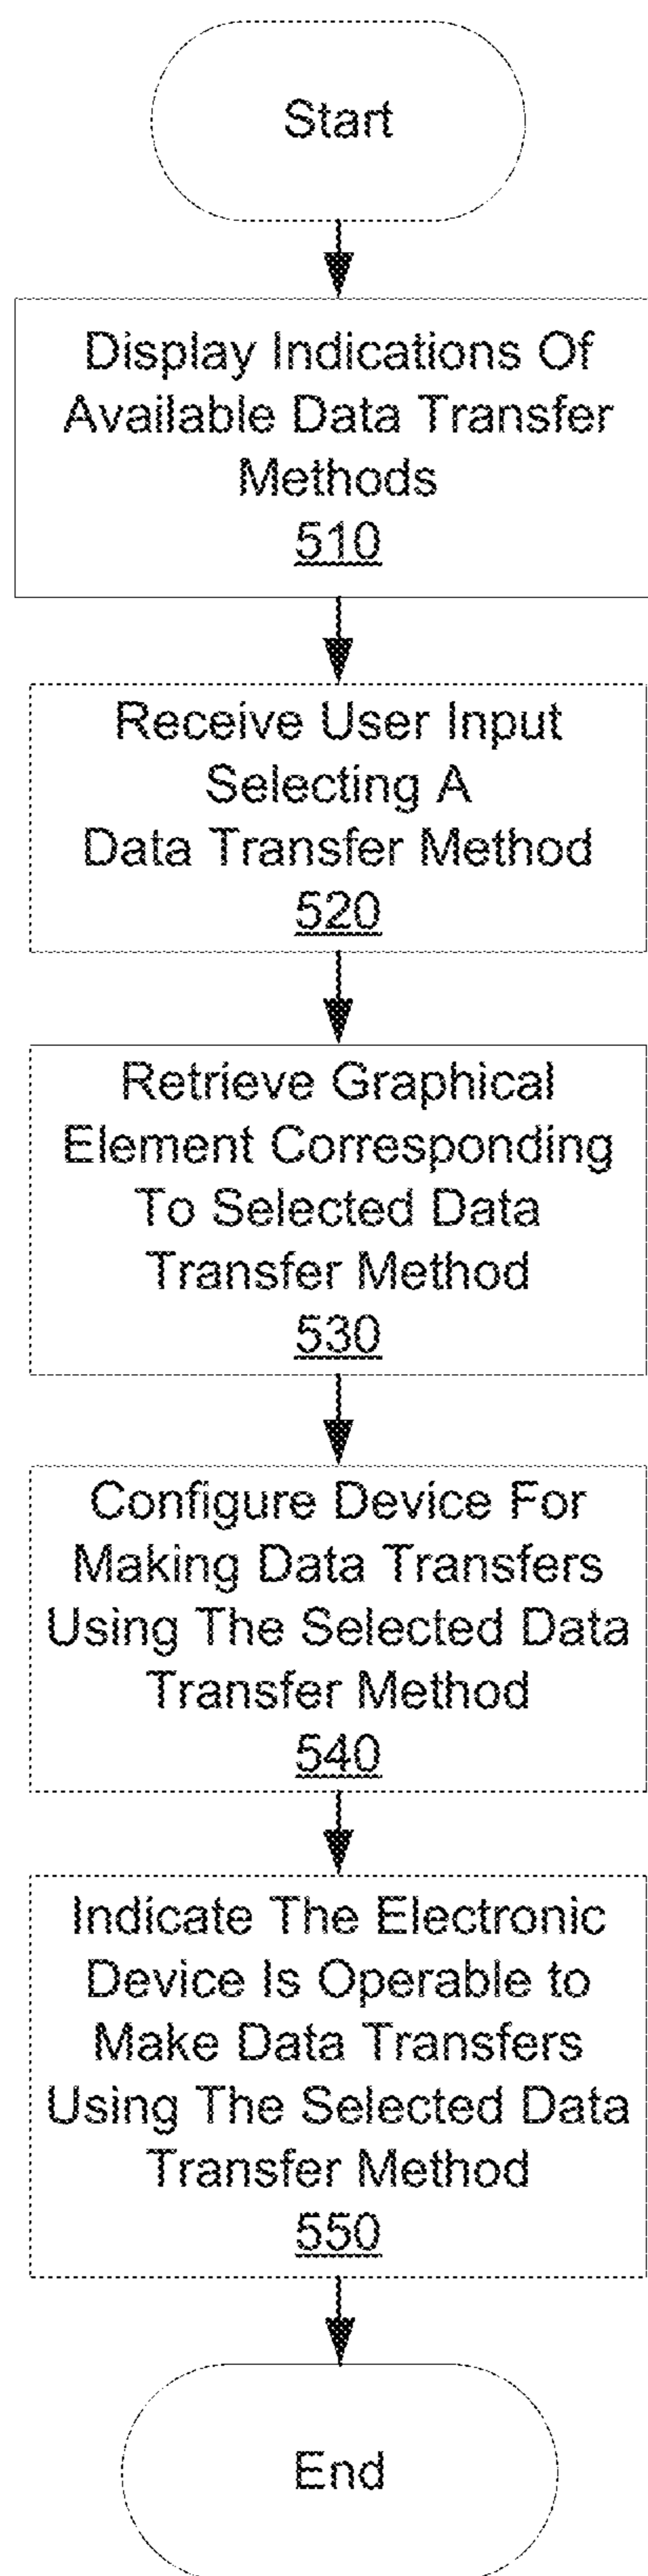 Start
Display Indications Of
Available Data Transfer
Methods
510
Receive User Input
Selecting A
Data Transfer Method
520
Retrieve Graphical
Element Corresponding
To Selected Data
Transfer Method
530
Configure Device For
Making Data Transfers
Using The Selected Data
Transfer Method
540
Indicate The Electronic
Device Is Operable to
Make Data Transfers
Using The Selected Data
Transfer Method
550
End